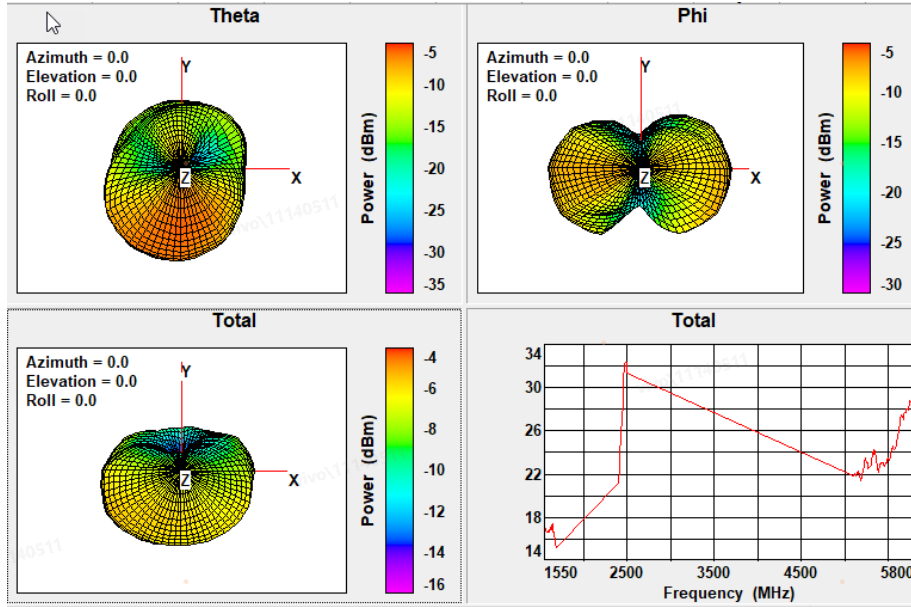 Theta
Azimuth = 0.0
Elevation = 0.0
Roll = 0.0
Y
X
Z
Power (dBm)
-5
-10
-15
-20
-25
-30
-35
Phi
Azimuth = 0.0
Elevation = 0.0
Roll = 0.0
Y
X
Z
Power (dBm)
-5
-10
-15
-20
-25
-30
Total
Azimuth = 0.0
Elevation = 0.0
Roll = 0.0
Y
X
Z
Power (dBm)
-4
-6
-8
-10
-12
-14
-16
Total
34
30
26
22
18
14
1550 2500 3500 4500 5800
Frequency (MHz)